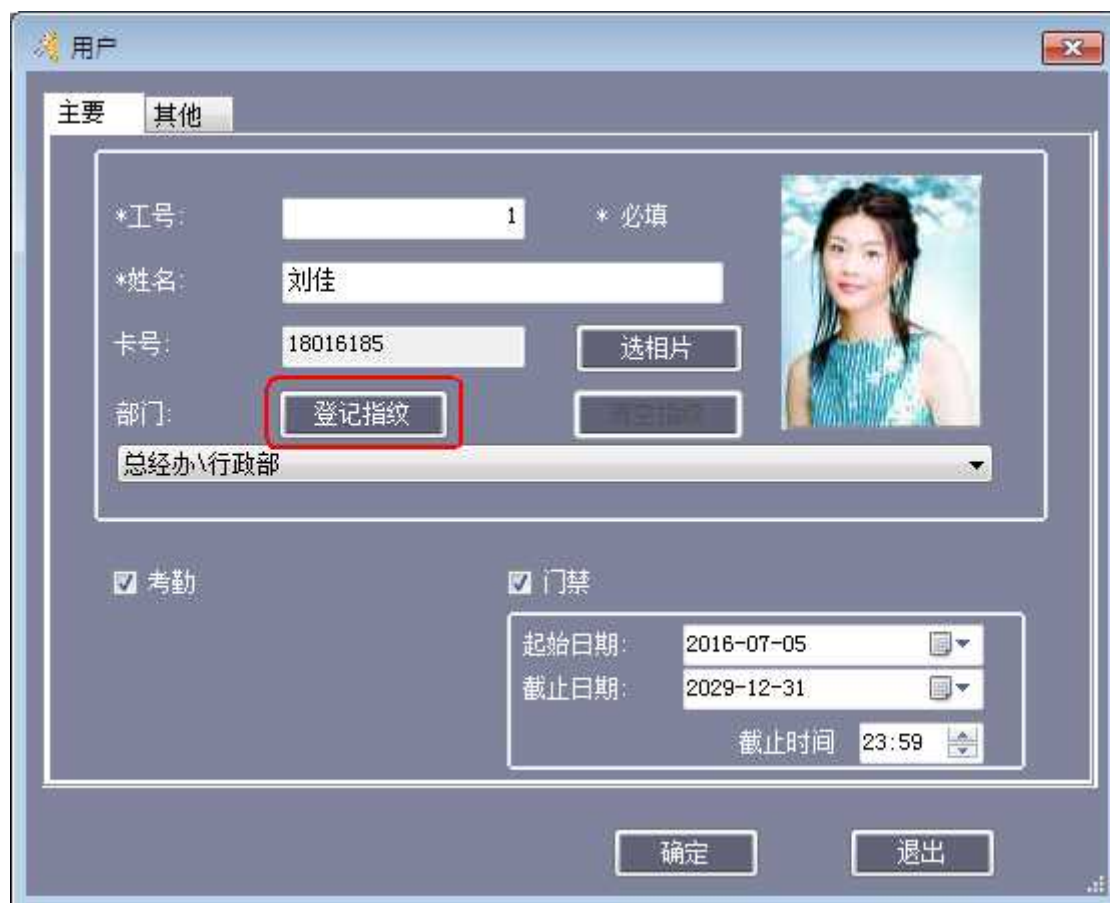 用户
主要 其他
*工号: 1 * 必填
*姓名: 刘佳
卡号: 18016185 选相片
部门: 登记指纹
总经办\行政部
考勤 门禁
起始日期: 2016-07-05
截止日期: 2029-12-31
截止时间 23:59
确定 退出